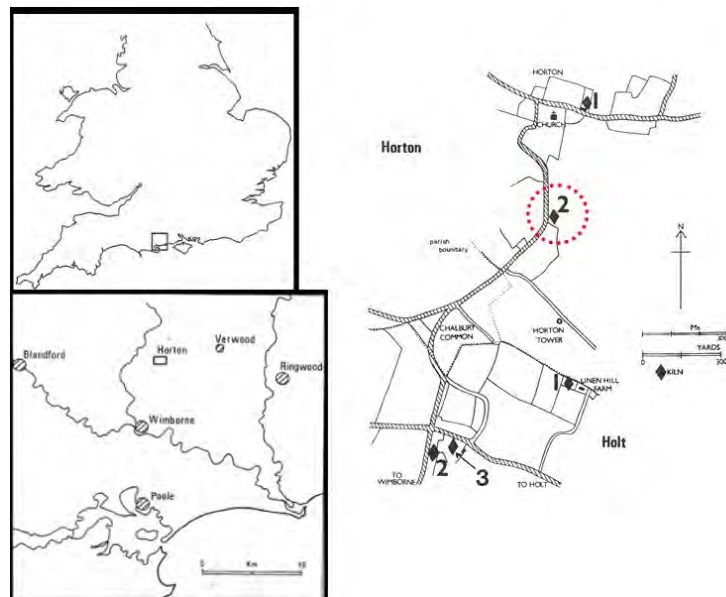 HORTON
1
CHURCH
Horton
2
parish
boundary
N
CHALBURY
COMMON
HORTON
TOWER
YARDS
KILN
1
LINEN HILL
FARM
Holt
2
3
TO
WIMBORNE
TO HOLT
Blandford
Verwood
Horton
Ringwood
Wimborne
Poole
0
Km
10